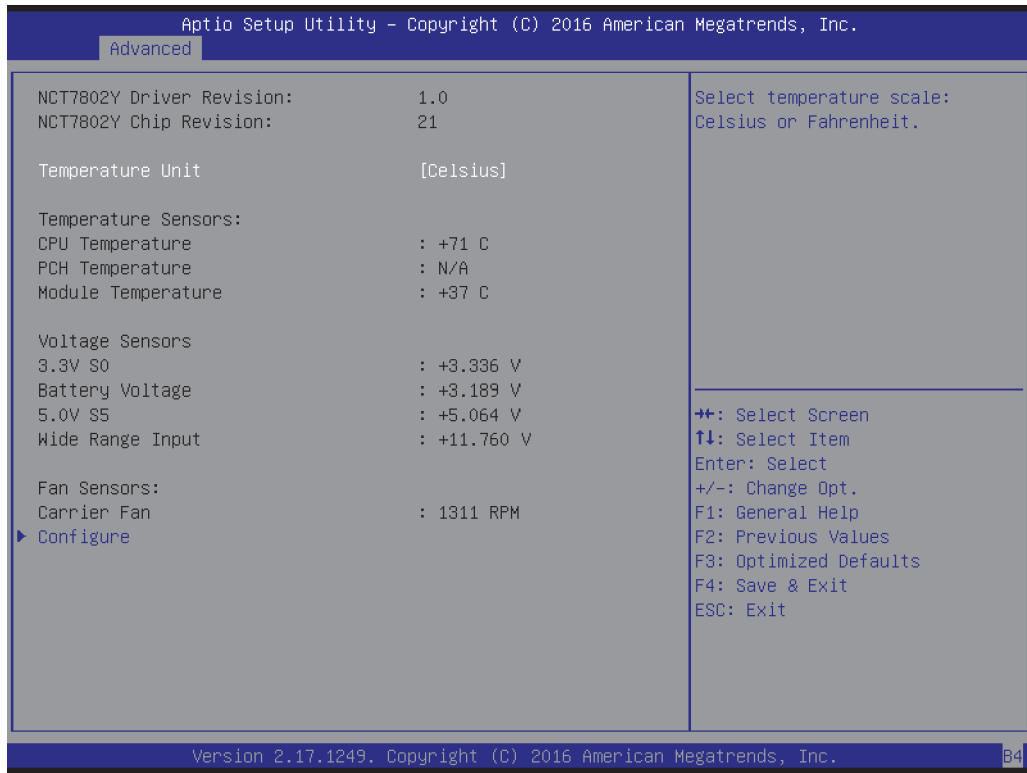 Aptio Setup Utility – Copyright (C) 2016 American Megatrends, Inc.
Advanced
NCT7802Y Driver Revision: 1.0
NCT7802Y Chip Revision: 21
Temperature Unit [Celsius]
Temperature Sensors:
CPU Temperature : +71 C
PCH Temperature : N/A
Module Temperature : +37 C
Voltage Sensors
3.3V S0 : +3.336 V
Battery Voltage : +3.189 V
5.0V S5 : +5.064 V
Wide Range Input : +11.760 V
Fan Sensors:
Carrier Fan : 1311 RPM
Configure
Select temperature scale:
Celsius or Fahrenheit.
→←: Select Screen
↑↓: Select Item
Enter: Select
+/-: Change Opt.
F1: General Help
F2: Previous Values
F3: Optimized Defaults
F4: Save & Exit
ESC: Exit
Version 2.17.1249. Copyright (C) 2016 American Megatrends, Inc.
B4